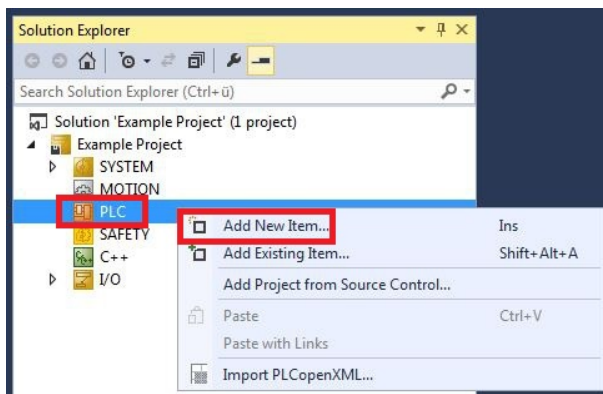 Solution Explorer
Search Solution Explorer (Ctrl+ü)
Solution 'Example Project' (1 project)
Example Project
SYSTEM
MOTION
PLC
SAFETY
C++
I/O
Add New Item... Ins
Add Existing Item... Shift+Alt+A
Add Project from Source Control...
Paste Ctrl+V
Paste with Links
Import PLCopenXML...